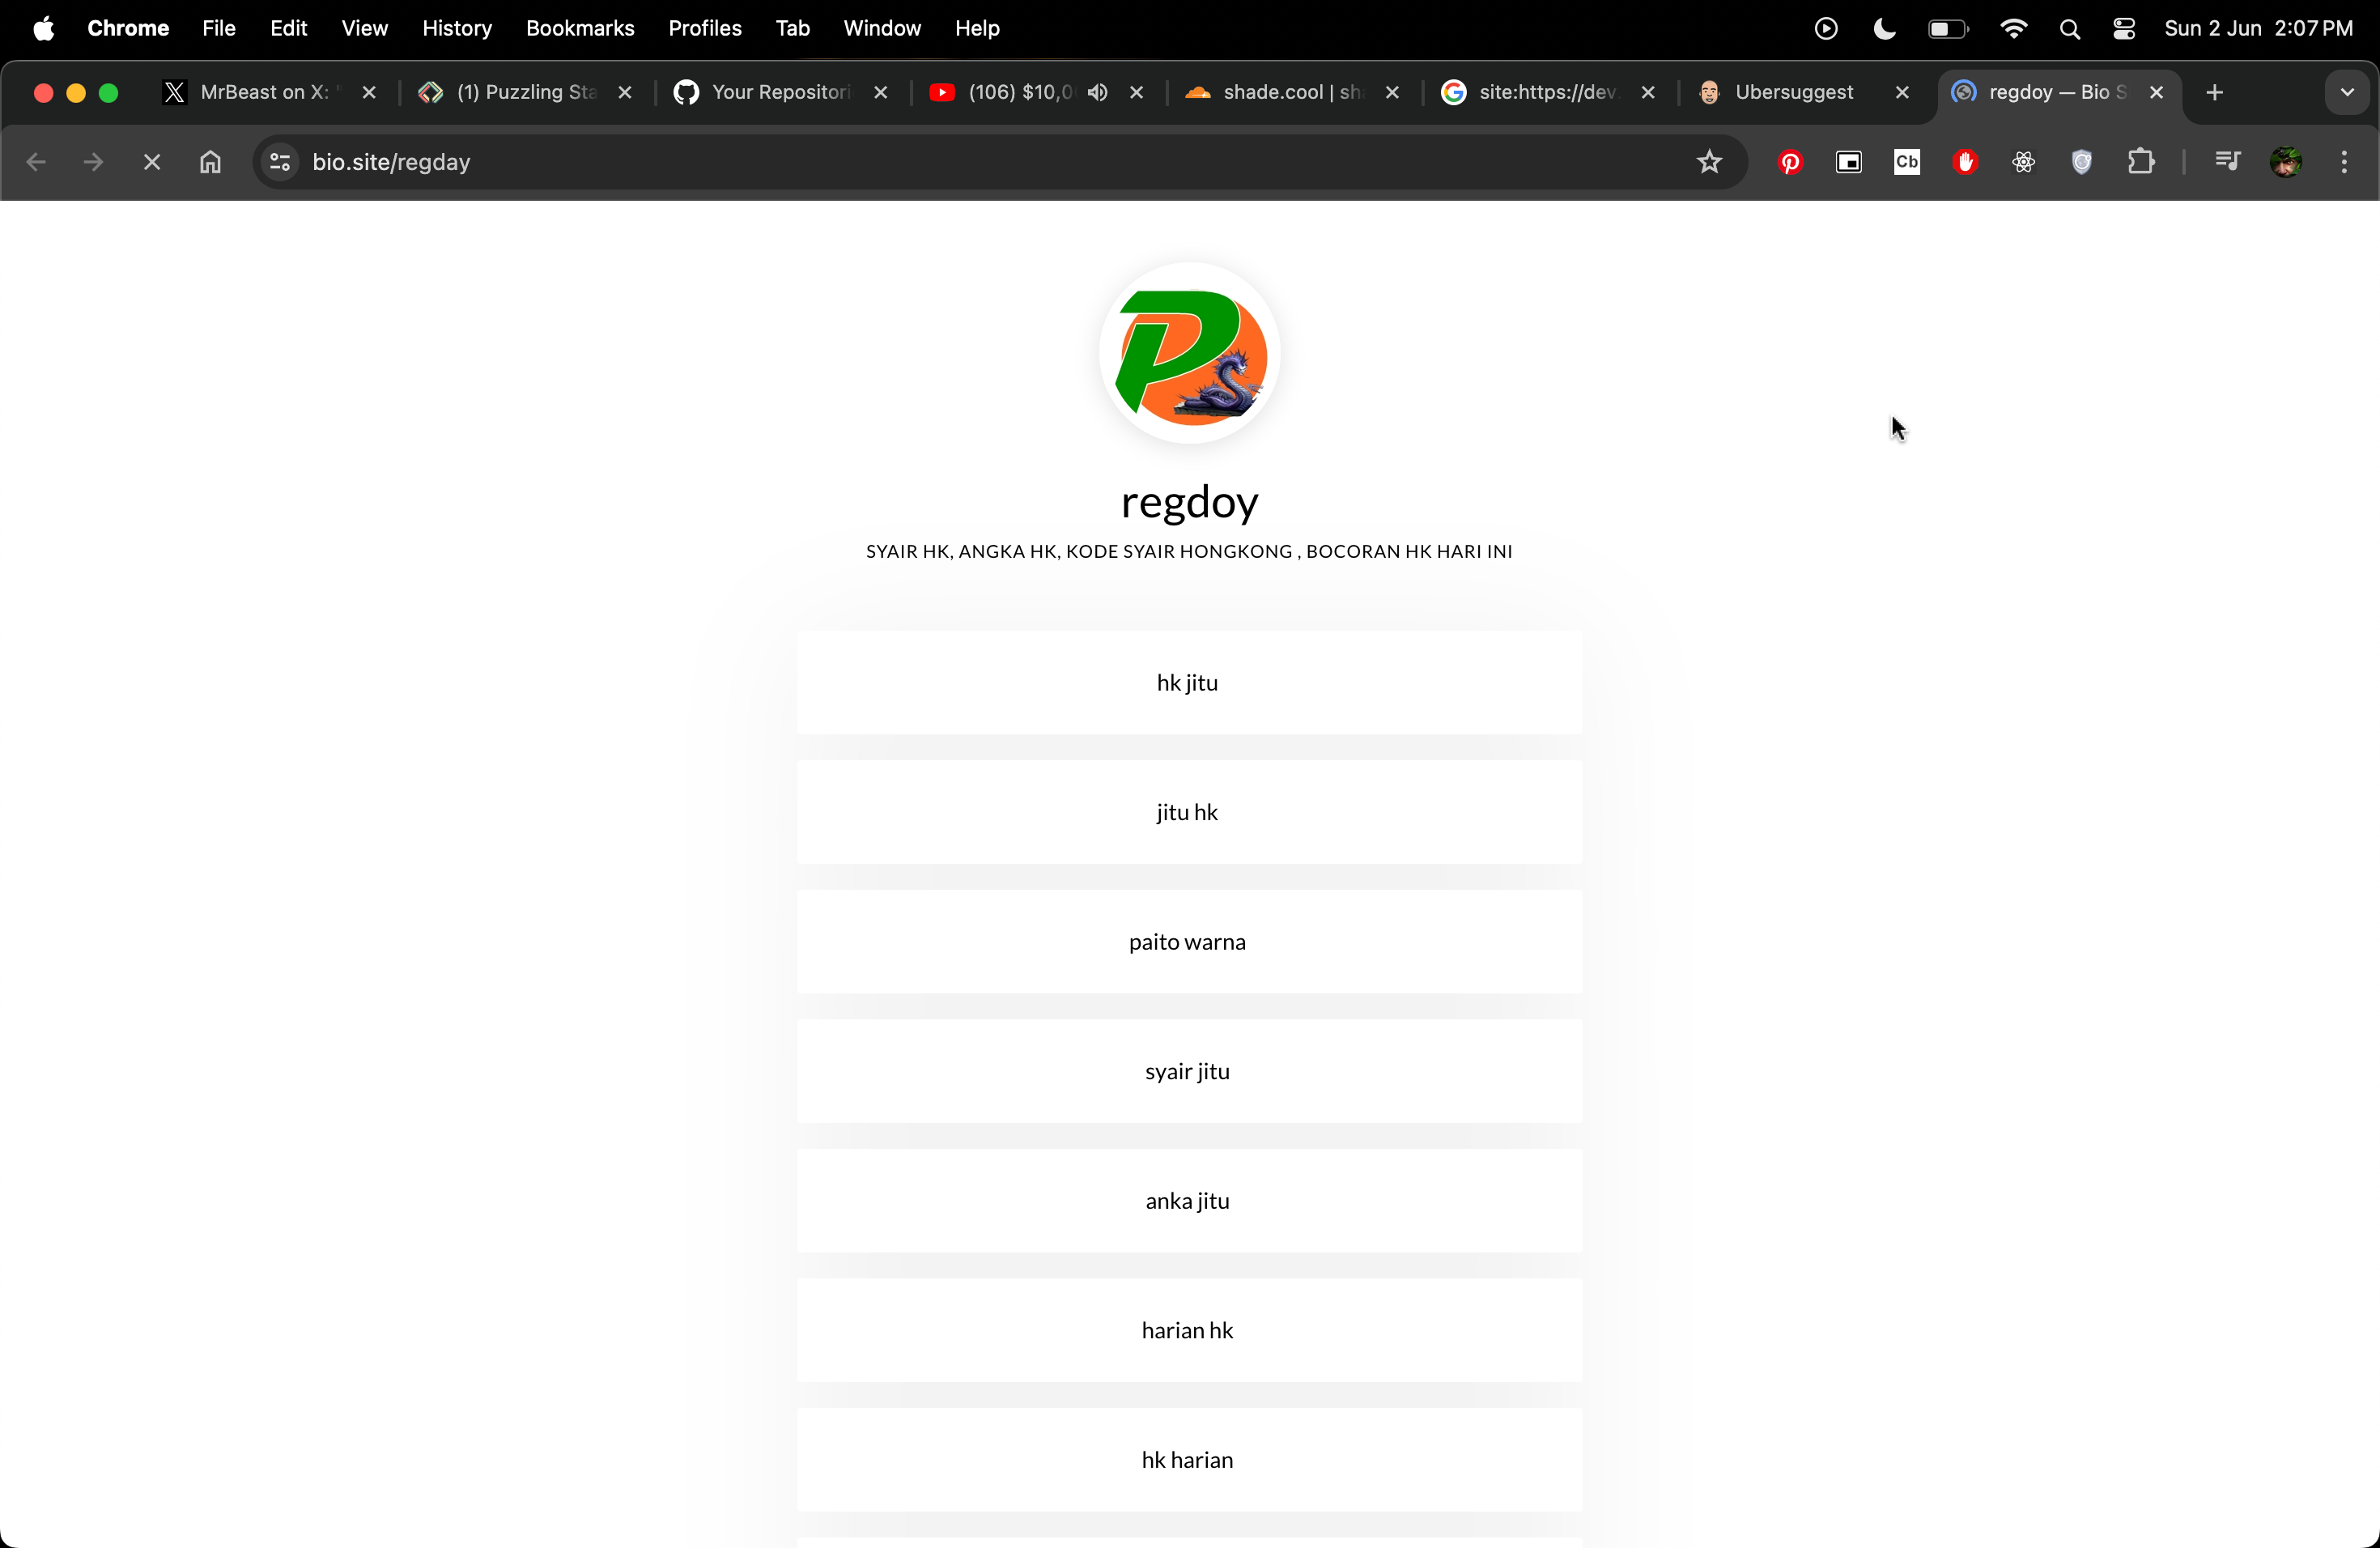 Chrome File Edit View History Bookmarks Profiles Tab Window Help Sun 2 Jun 2:07 PM
MrBeast on X: " (1) Puzzling Sta Your Repositori (106) $10,0 shade.cool | sh site:https://dev. Ubersuggest regdoy — Bio S
bio.site/regday Cb
P
regdoy
SYAIR HK, ANGKA HK, KODE SYAIR HONGKONG , BOCORAN HK HARI INI
hk jitu
jitu hk
paito warna
syair jitu
anka jitu
harian hk
hk harian